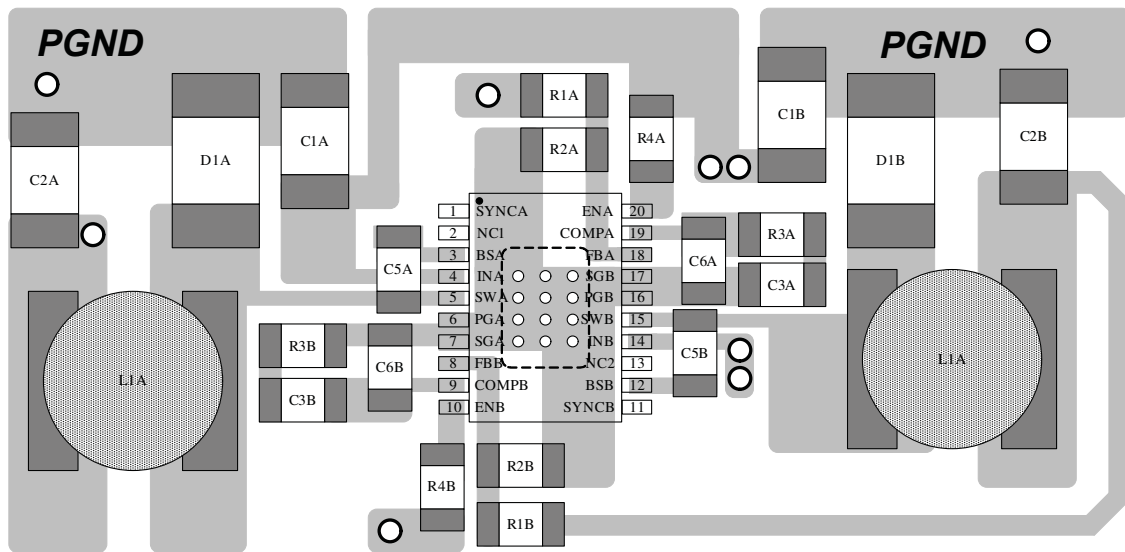 PGND
PGND
R1A
R2A
R4A
C1A
C1B
C2A
D1A
D1B
C2B
1 SYNCA ENA 20
2 NC1 COMPA 19
3 BSA FBA 18
4 INA SGB 17
5 SWA PGB 16
6 PGA SWB 15
7 SGA INB 14
8 FBB NC2 13
9 COMPB BSB 12
10 ENB SYNCB 11
C5A
C6A
R3A
C3A
R3B
C6B
C3B
C5B
L1A
L1A
R4B
R2B
R1B